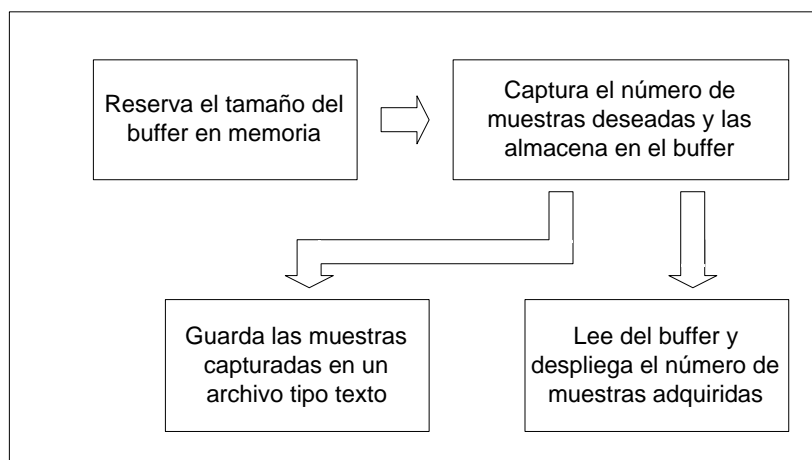 Reserva el tamaño del
buffer en memoria
Captura el número de
muestras deseadas y las
almacena en el buffer
Guarda las muestras
capturadas en un
archivo tipo texto
Lee del buffer y
despliega el número de
muestras adquiridas